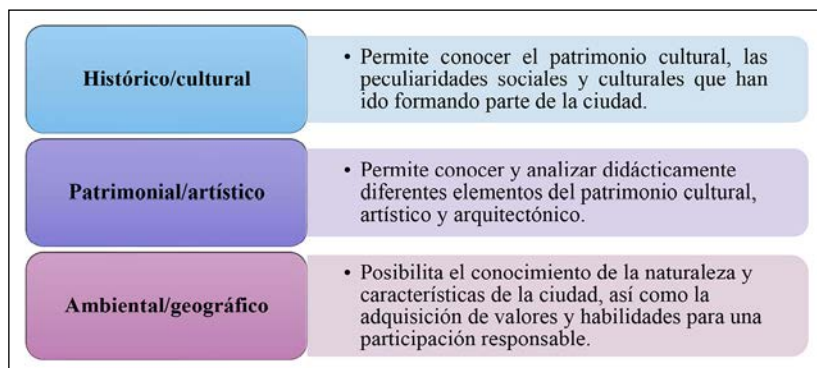 Histórico/cultural
• Permite conocer el patrimonio cultural, las
peculiaridades sociales y culturales que han
ido formando parte de la ciudad.
Patrimonial/artístico
• Permite conocer y analizar didácticamente
diferentes elementos del patrimonio cultural,
artístico y arquitectónico.
Ambiental/geográfico
• Posibilita el conocimiento de la naturaleza y
características de la ciudad, así como la
adquisición de valores y habilidades para una
participación responsable.